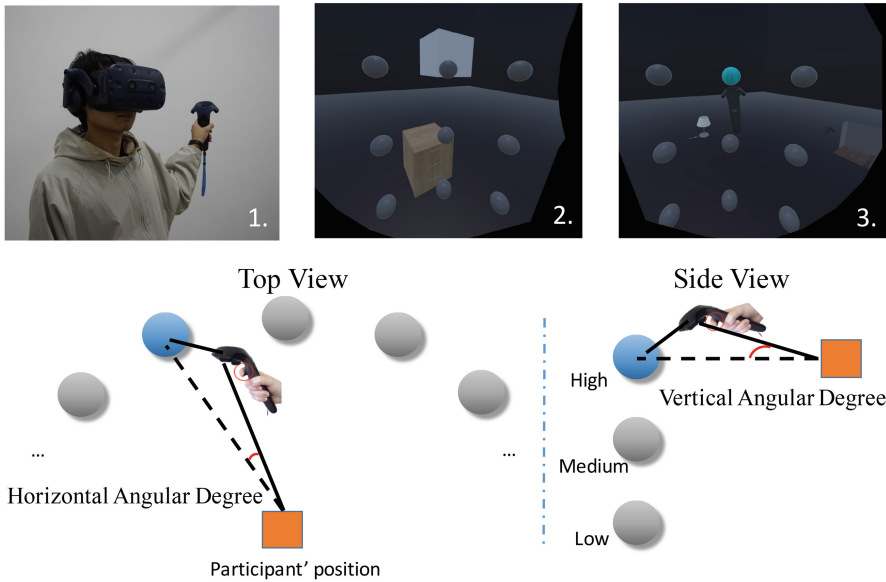 1.
2.
3.
Top View
Side View
High
Vertical Angular Degree
...
...
Medium
Horizontal Angular Degree
Low
Participant' position